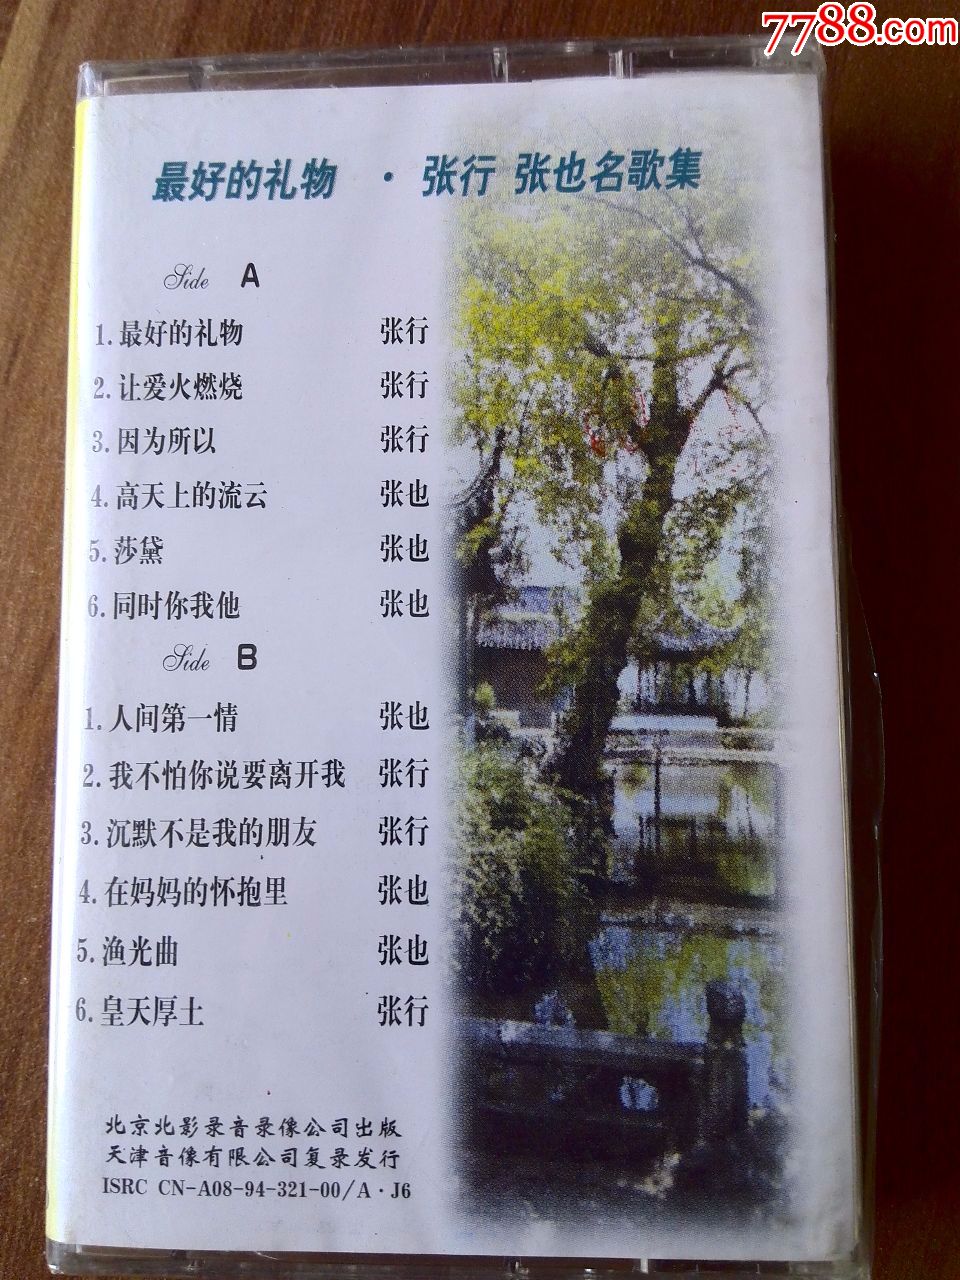 7788.com
最好的礼物 · 张行 张也名歌集
Side A
1.最好的礼物 张行
2.让爱火燃烧 张行
3.因为所以 张行
4.高天上的流云 张也
5.莎黛 张也
6.同时你我他 张也
Side B
1.人间第一情 张也
2.我不怕你说要离开我 张行
3.沉默不是我的朋友 张行
4.在妈妈的怀抱里 张也
5.渔光曲 张也
6.皇天厚土 张行
北京北影录音录像公司出版
天津音像有限公司复录发行
ISRC CN-A08-94-321-00/A·J6